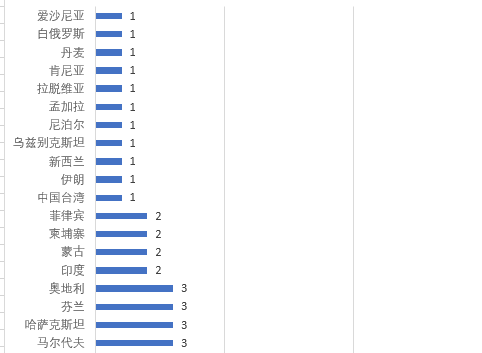 爱沙尼亚 1
白俄罗斯 1
丹麦 1
肯尼亚 1
拉脱维亚 1
孟加拉 1
尼泊尔 1
乌兹别克斯坦 1
新西兰 1
伊朗 1
中国台湾 1
菲律宾 2
柬埔寨 2
蒙古 2
印度 2
奥地利 3
芬兰 3
哈萨克斯坦 3
马尔代夫 3